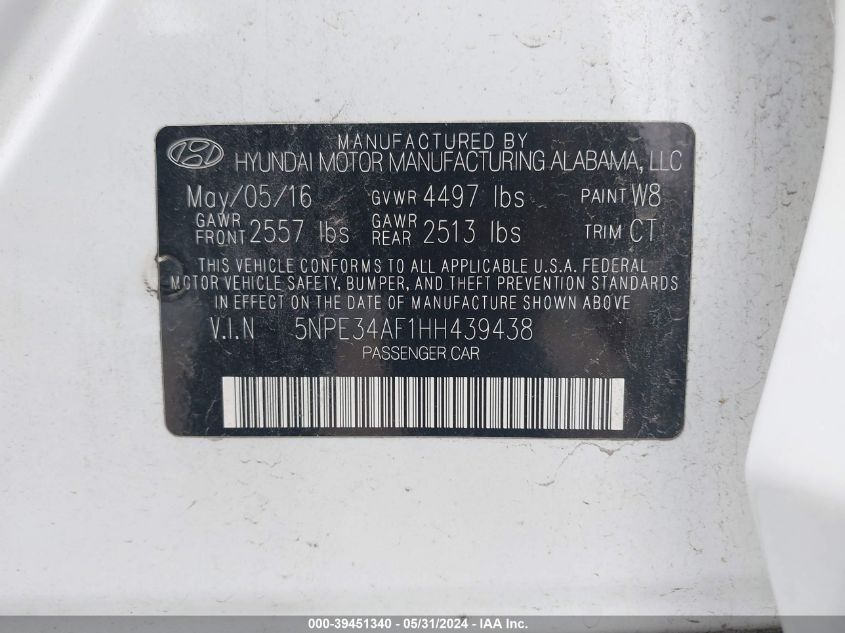 MANUFACTURED BY
HYUNDAI MOTOR MANUFACTURING ALABAMA, LLC
May/05/16 GVWR 4497 lbs PAINT W8
GAWR FRONT 2557 lbs GAWR REAR 2513 lbs TRIM CT
THIS VEHICLE CONFORMS TO ALL APPLICABLE U.S.A. FEDERAL
MOTOR VEHICLE SAFETY, BUMPER, AND THEFT PREVENTION STANDARDS
IN EFFECT ON THE DATE OF MANUFACTURE SHOWN ABOVE
V.I.N 5NPE34AF1HH439438
PASSENGER CAR
000-39451340 - 05/31/2024 - IAAI.com